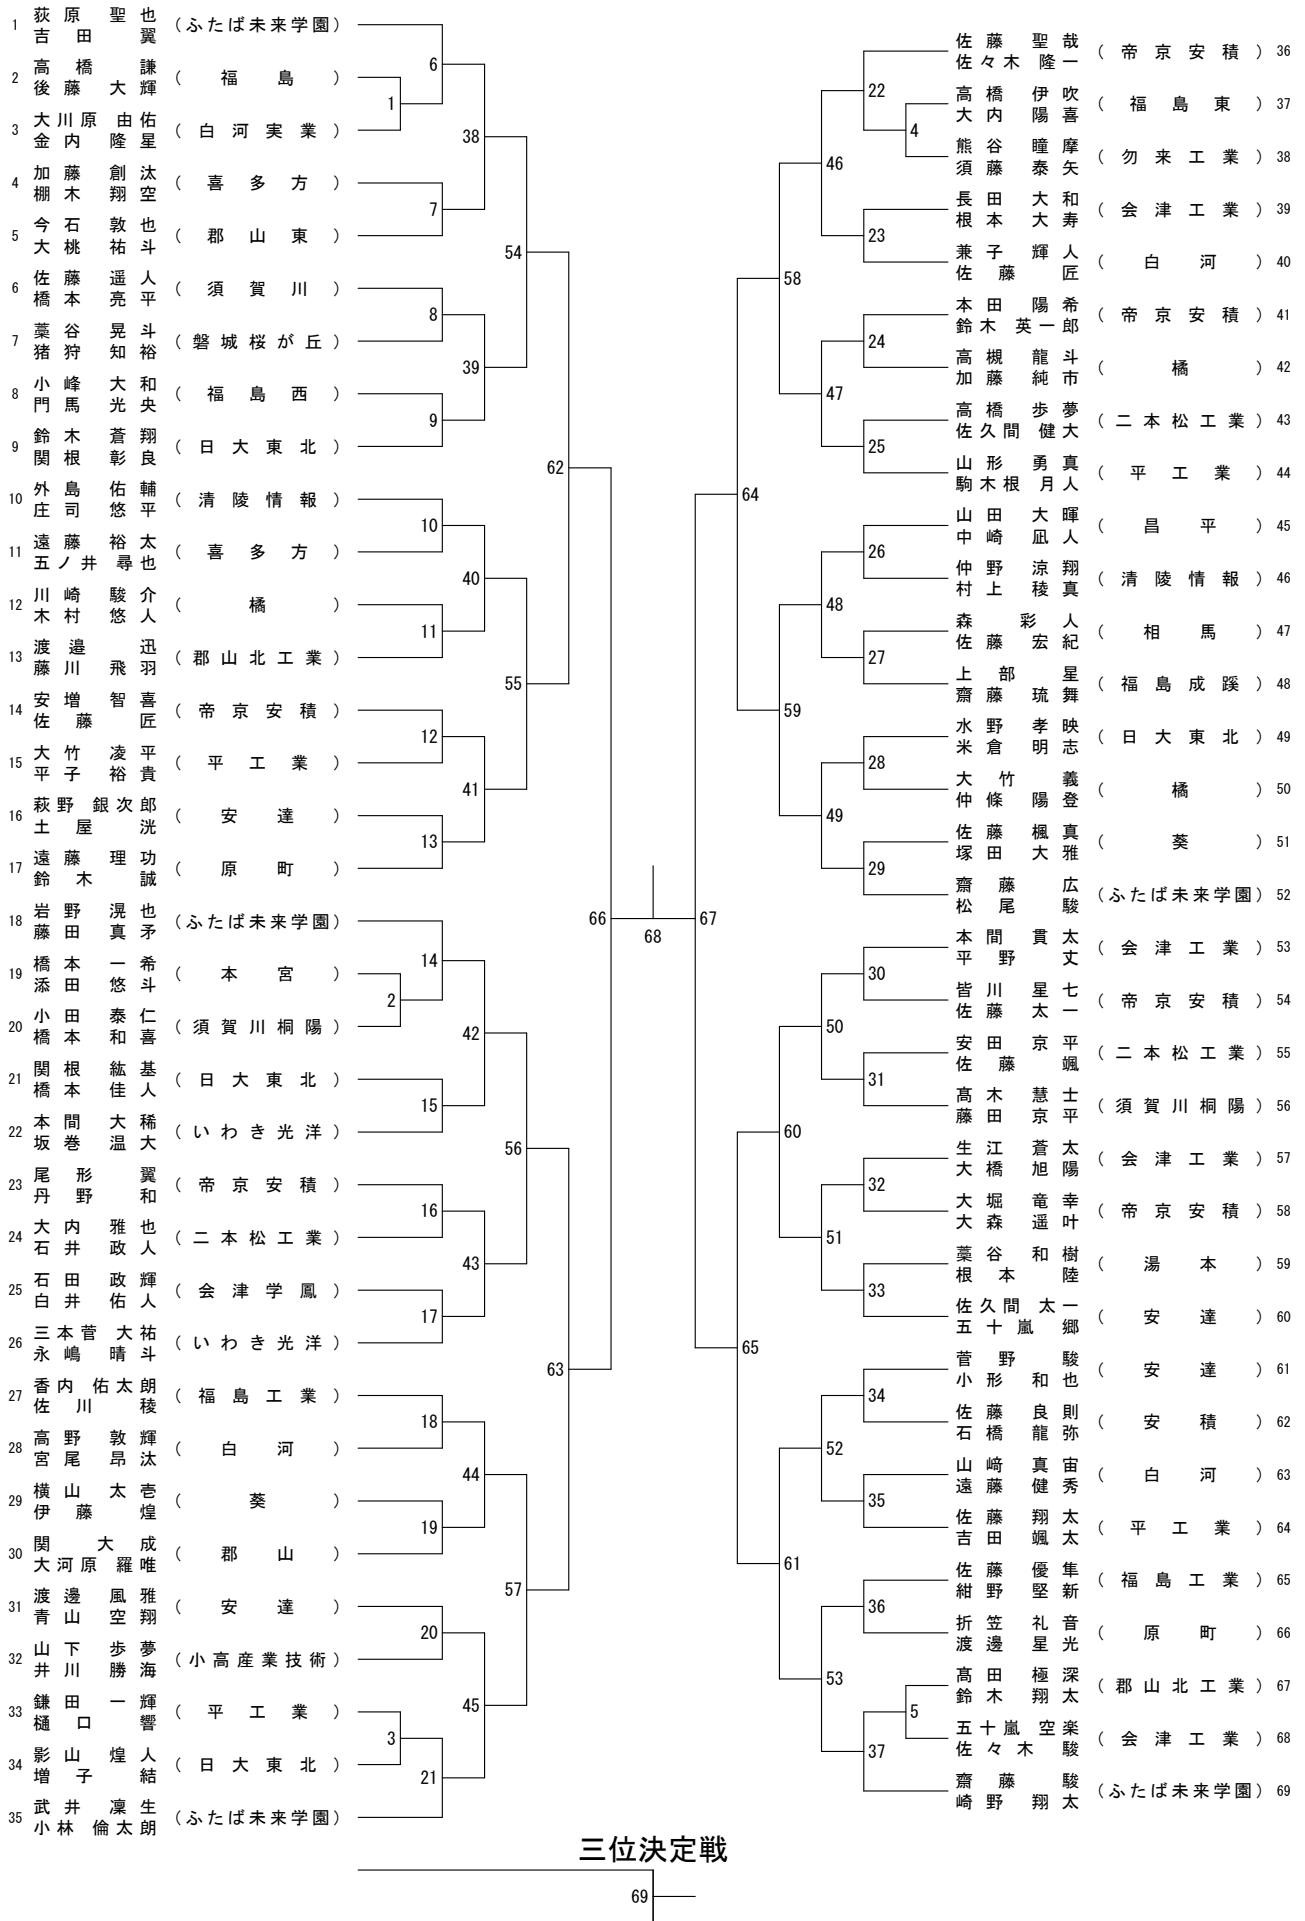 1 荻原 聖也 吉田 翼 (ふたば未来学園)
2 高橋 謙 後藤 大輝 (福島)
3 大川原 由佑 金内 隆星 (白河実業)
4 加藤 創汰 棚木 翔空 (喜多方)
5 今石 敦也 大桃 祐斗 (郡山東)
6 佐藤 遥人 橋本 亮平 (須賀川)
7 藁谷 晃斗 猪狩 知裕 (磐城桜が丘)
8 小峰 大和 門馬 光央 (福島西)
9 鈴木 蒼翔 関根 彰良 (日大東北)
10 外島 佑輔 庄司 悠平 (清陵情報)
11 遠藤 裕太 五ノ井 尋也 (喜多方)
12 川崎 駿介 木村 悠人 (橘)
13 渡邉 迅 藤川 飛羽 (郡山北工業)
14 安増 智喜 佐藤 匠 (帝京安積)
15 大竹 凌平 平子 裕貴 (平工業)
16 萩野 銀次郎 土屋 洸 (安達)
17 遠藤 理功 鈴木 誠 (原町)
18 岩野 滉也 藤田 真矛 (ふたば未来学園)
19 橋本 一希 添田 悠斗 (本宮)
20 小田 泰仁 橋本 和喜 (須賀川桐陽)
21 関根 紘基 橋本 佳人 (日大東北)
22 本間 大稀 坂巻 温大 (いわき光洋)
23 尾形 翼 丹野 和 (帝京安積)
24 大内 雅也 石井 政人 (二本松工業)
25 石田 政輝 白井 佑人 (会津学鳳)
26 三本菅 大祐 永嶋 晴斗 (いわき光洋)
27 香内 佑太朗 佐川 稜 (福島工業)
28 高野 敦輝 宮尾 昂汰 (白河)
29 横山 太壱 伊藤 煌 (葵)
30 関 大成 大河原 羅唯 (郡山)
31 渡邊 風雅 青山 空翔 (安達)
32 山下 歩夢 井川 勝海 (小高産業技術)
33 鎌田 一輝 樋口 響 (平工業)
34 影山 煌人 増子 結 (日大東北)
35 武井 凜生 小林 倫太朗 (ふたば未来学園)
1
2
3
6
7
8
9
10
11
12
13
14
15
16
17
18
19
20
21
38
39
40
41
42
43
44
45
54
55
56
57
62
63
66
68
67
64
65
58
59
60
61
46
47
48
49
50
51
52
53
22
23
24
25
26
27
28
29
30
31
32
33
34
35
36
37
4
5
佐藤 聖哉 佐々木 隆一 (帝京安積) 36
高橋 伊吹 大内 陽喜 (福島東) 37
熊谷 瞳摩 須藤 泰矢 (勿来工業) 38
長田 大和 根本 大寿 (会津工業) 39
兼子 輝人 佐藤 匠 (白河) 40
本田 陽希 鈴木 英一郎 (帝京安積) 41
高槻 龍斗 加藤 純市 (橘) 42
高橋 歩夢 佐久間 健大 (二本松工業) 43
山形 勇真 駒木根 月人 (平工業) 44
山田 大暉 中崎 凪人 (昌平) 45
仲野 涼翔 村上 稜真 (清陵情報) 46
森 彩人 佐藤 宏紀 (相馬) 47
上部 星 齋藤 琉舞 (福島成蹊) 48
水野 孝映 米倉 明志 (日大東北) 49
大竹 義 仲條 陽登 (橘) 50
佐藤 楓真 塚田 大雅 (葵) 51
齋藤 広 松尾 駿 (ふたば未来学園) 52
本間 貫太 平野 丈 (会津工業) 53
皆川 星七 佐藤 太一 (帝京安積) 54
安田 京平 佐藤 颯 (二本松工業) 55
髙木 慧士 藤田 京平 (須賀川桐陽) 56
生江 蒼太 大橋 旭陽 (会津工業) 57
大堀 竜幸 大森 遥叶 (帝京安積) 58
藁谷 和樹 根本 陸 (湯本) 59
佐久間 太一 五十嵐 郷 (安達) 60
菅野 駿 小形 和也 (安達) 61
佐藤 良則 石橋 龍弥 (安積) 62
山﨑 真宙 遠藤 健秀 (白河) 63
佐藤 翔太 吉田 颯太 (平工業) 64
佐藤 優隼 紺野 堅新 (福島工業) 65
折笠 礼音 渡邊 星光 (原町) 66
髙田 極深 鈴木 翔太 (郡山北工業) 67
五十嵐 空楽 佐々木 駿 (会津工業) 68
齋藤 駿 崎野 翔太 (ふたば未来学園) 69
三位決定戦
69